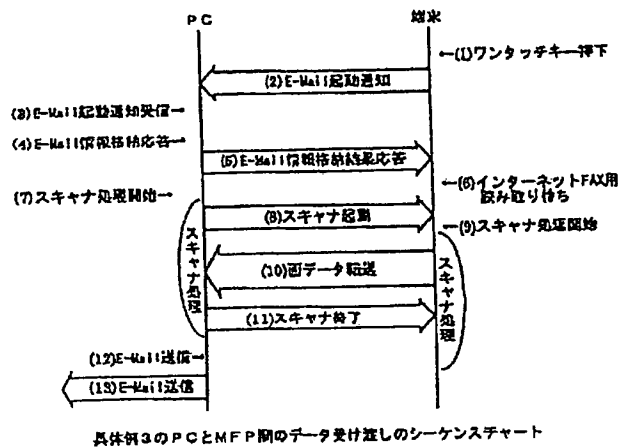 PC
端末
←(1)ワンタッチキー押下
(2)E-Mail起動通知
(3)E-Mail起動通知受信→
(4)E-Mail情報格納応答→
(5)E-Mail情報格納結果応答
←(6)インターネットFAX用
読み取り待ち
(7)スキャナ処理開始→
(8)スキャナ起動
←(9)スキャナ処理開始
スキャナ処理
(10)画データ転送
スキャナ処理
(11)スキャナ終了
(12)E-Mail送信→
(13)E-Mail送信
具体例3のPCとMFP間のデータ受け渡しのシーケンスチャート